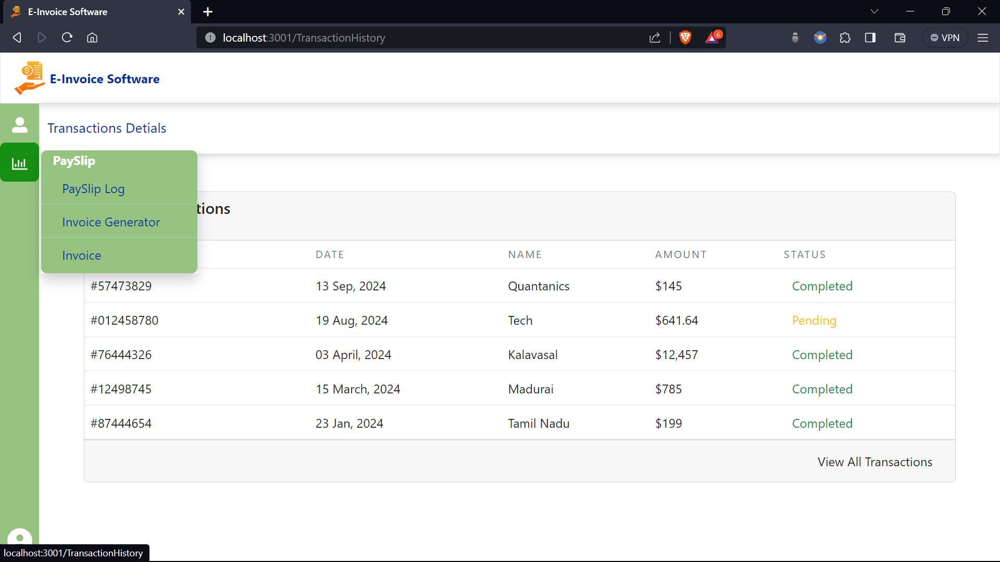 E-Invoice Software
localhost:3001/TransactionHistory
6
VPN
E-Invoice Software
Transactions Detials
PaySlip
PaySlip Log
Invoice Generator
Invoice
tions
DATE NAME AMOUNT STATUS
#57473829 13 Sep, 2024 Quantanics $145 Completed
#012458780 19 Aug, 2024 Tech $641.64 Pending
#76444326 03 April, 2024 Kalavasal $12,457 Completed
#12498745 15 March, 2024 Madurai $785 Completed
#87444654 23 Jan, 2024 Tamil Nadu $199 Completed
View All Transactions
localhost:3001/TransactionHistory